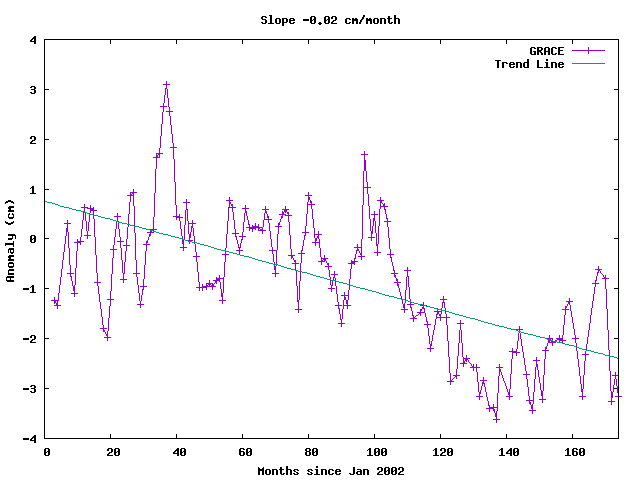 Slope -0.02 cm/month
GRACE
Trend Line
4
3
2
1
0
-1
-2
-3
-4
Anomaly (cm)
0 20 40 60 80 100 120 140 160
Months since Jan 2002